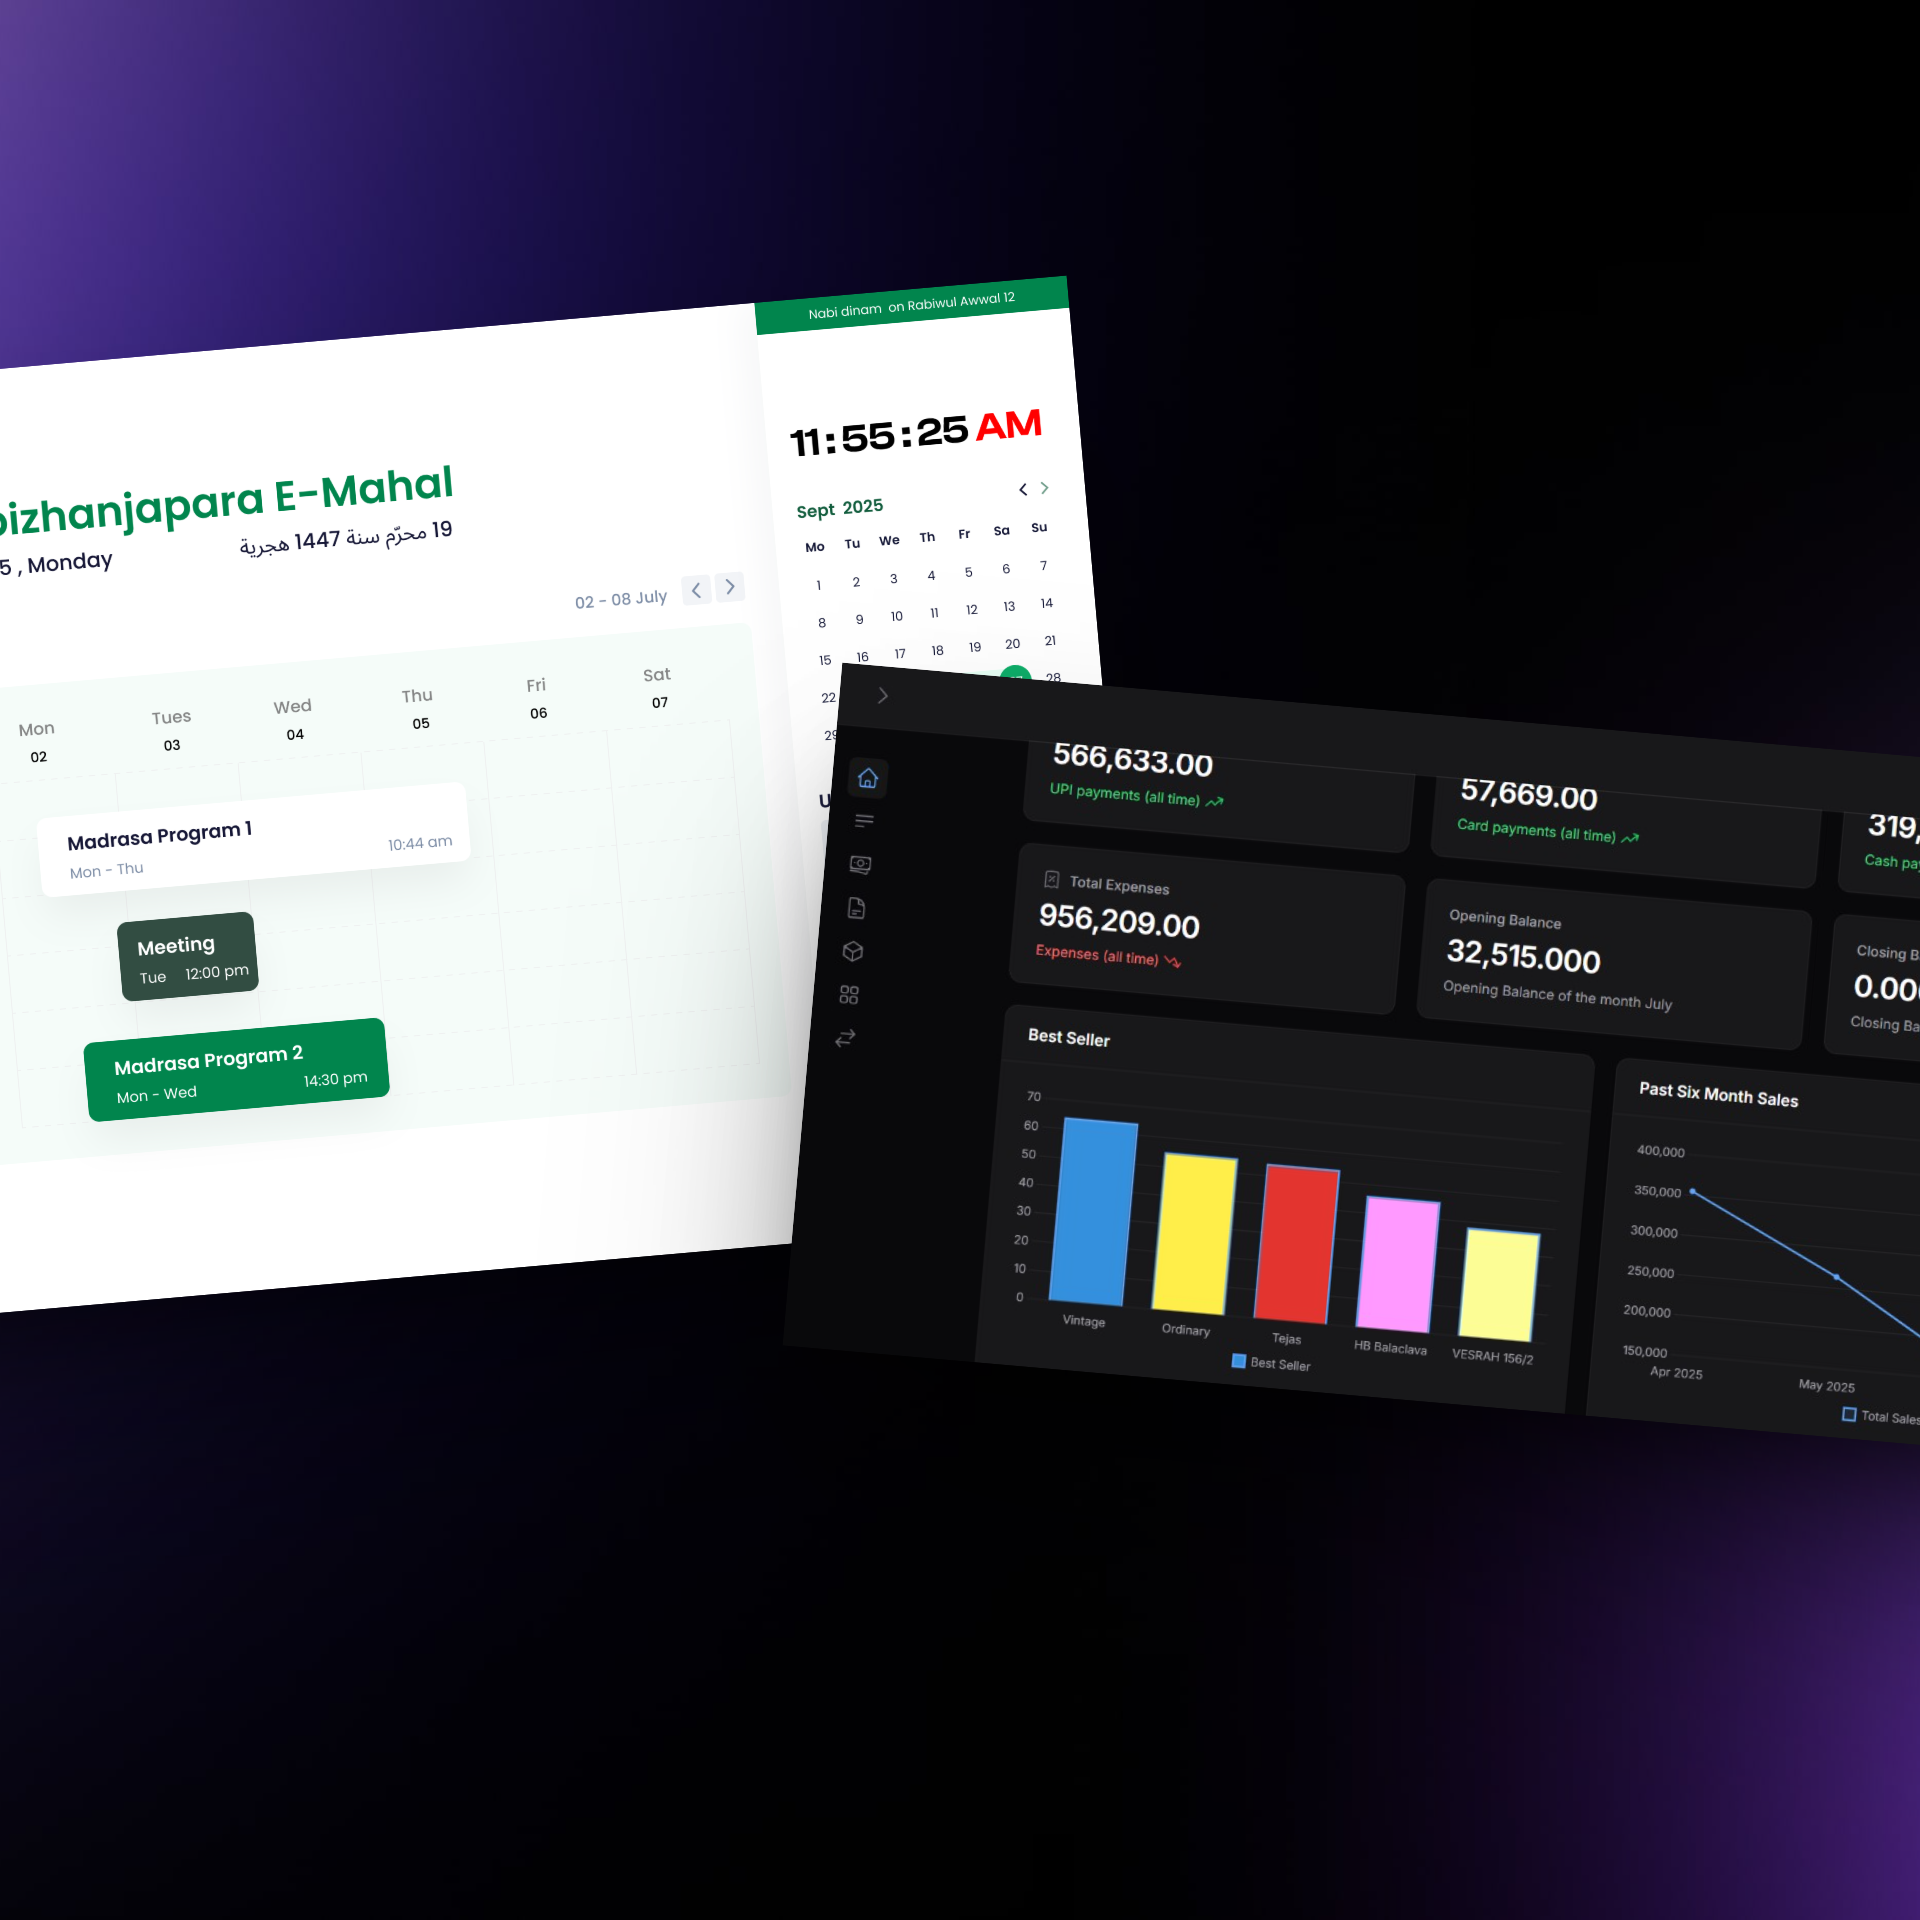 Nabi dinam on Rabiwul Awwal 12
11:55:25 AM
E-Mahal
19 محرّم سنة 1447 هجرية
5 , Monday
02 - 08 July
Mon Tues Wed Thu Fri Sat
02 03 04 05 06 07
Madrasa Program 1
Mon - Thu 10:44 am
Meeting
Tue 12:00 pm
Madrasa Program 2
Mon - Wed 14:30 pm
Sept 2025
Mo Tu We Th Fr Sa Su
1 2 3 4 5 6 7
8 9 10 11 12 13 14
15 16 17 18 19 20 21
22 28
566,633.00
UPI payments (all time)
57,669.00
Card payments (all time)
319,
Cash
Total Expenses
956,209.00
Expenses (all time)
Opening Balance
32,515.000
Opening Balance of the month July
Closing
0.00
Closing
Best Seller
70
60
50
40
30
20
10
0
Vintage Ordinary Tejas HB Balaclava VESRAH 156/2
Best Seller
Past Six Month Sales
400,000
350,000
300,000
250,000
200,000
150,000
Apr 2025 May 2025
Total Sales